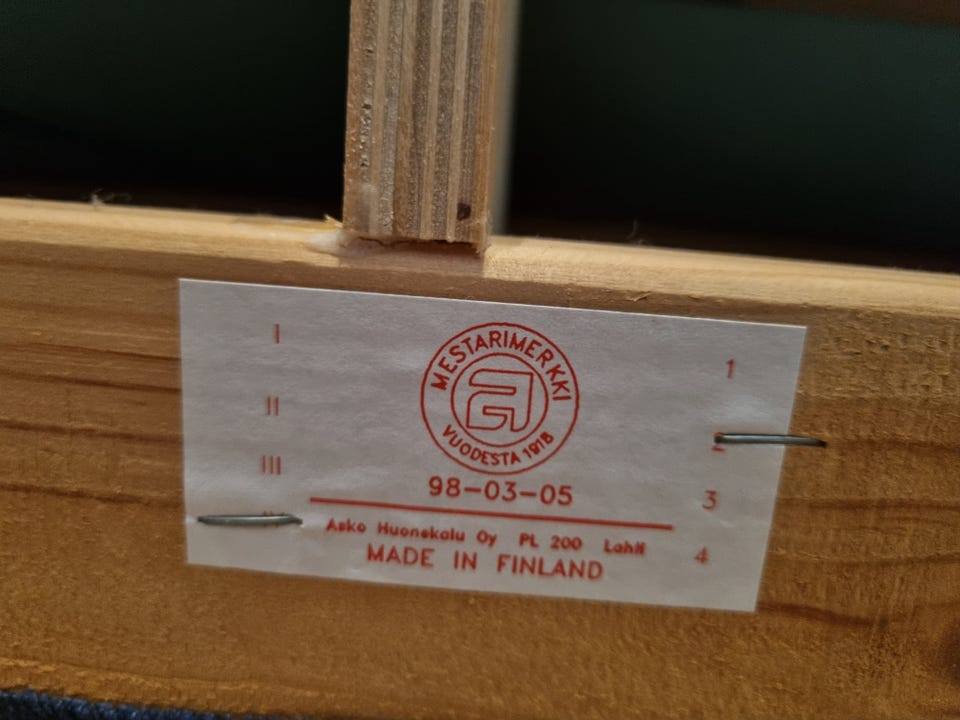 I
II
III
MESTARIMERKKI
a
VUODESTA 1918
98-03-05
Asko Huonekalu Oy PL 200 Lahti
MADE IN FINLAND
1
2
3
4